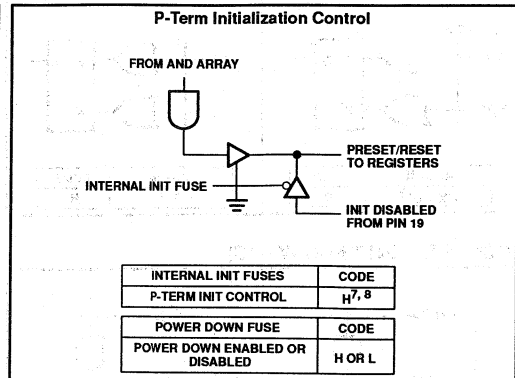 P-Term Initialization Control
FROM AND ARRAY
PRESET/RESET
TO REGISTERS
INTERNAL INIT FUSE
INIT DISABLED
FROM PIN 19
INTERNAL INIT FUSES CODE
P-TERM INIT CONTROL H7, 8
POWER DOWN FUSE CODE
POWER DOWN ENABLED OR
DISABLED H OR L